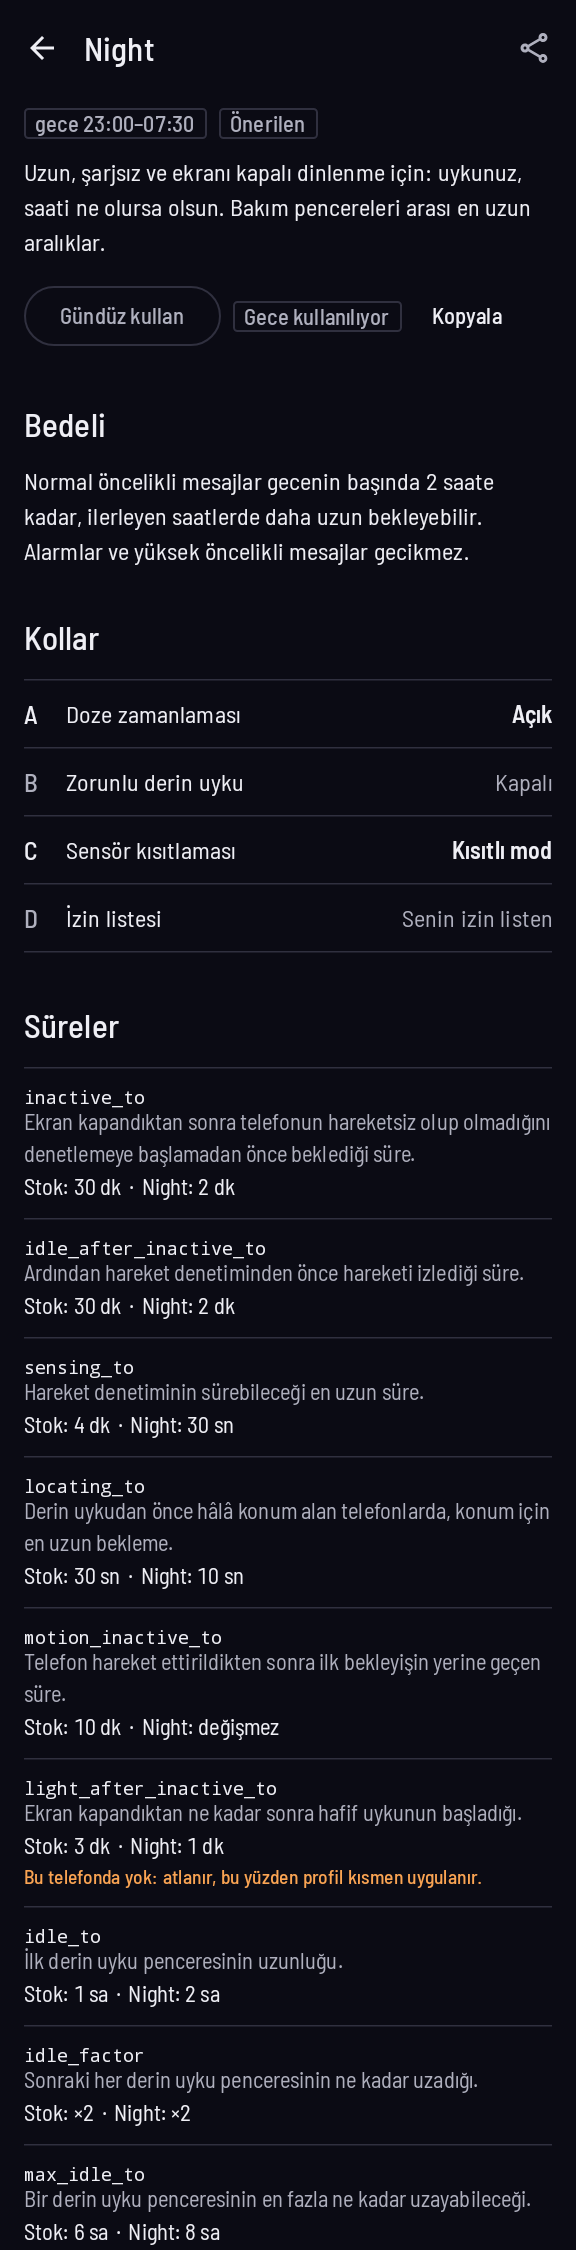 Night
gece 23:00–07:30
Önerilen
Uzun, şarjsız ve ekranı kapalı dinlenme için: uykunuz,
saati ne olursa olsun. Bakım pencereleri arası en uzun
aralıklar.
Gündüz kullan
Gece kullanılıyor
Kopyala
Bedeli
Normal öncelikli mesajlar gecenin başında 2 saate
kadar, ilerleyen saatlerde daha uzun bekleyebilir.
Alarmlar ve yüksek öncelikli mesajlar gecikmez.
Kollar
A Doze zamanlaması Açık
B Zorunlu derin uyku Kapalı
C Sensör kısıtlaması Kısıtlı mod
D İzin listesi Senin izin listen
Süreler
inactive_to
Ekran kapandıktan sonra telefonun hareketsiz olup olmadığını
denetlemeye başlamadan önce beklediği süre.
Stok: 30 dk · Night: 2 dk
idle_after_inactive_to
Ardından hareket denetiminden önce hareketi izlediği süre.
Stok: 30 dk · Night: 2 dk
sensing_to
Hareket denetiminin sürebileceği en uzun süre.
Stok: 4 dk · Night: 30 sn
locating_to
Derin uykudan önce hâlâ konum alan telefonlarda, konum için
en uzun bekleme.
Stok: 30 sn · Night: 10 sn
motion_inactive_to
Telefon hareket ettirildikten sonra ilk bekleyişin yerine geçen
süre.
Stok: 10 dk · Night: değişmez
light_after_inactive_to
Ekran kapandıktan ne kadar sonra hafif uykunun başladığı.
Stok: 3 dk · Night: 1 dk
Bu telefonda yok: atlanır, bu yüzden profil kısmen uygulanır.
idle_to
İlk derin uyku penceresinin uzunluğu.
Stok: 1 sa · Night: 2 sa
idle_factor
Sonraki her derin uyku penceresinin ne kadar uzadığı.
Stok: ×2 · Night: ×2
max_idle_to
Bir derin uyku penceresinin en fazla ne kadar uzayabileceği.
Stok: 6 sa · Night: 8 sa